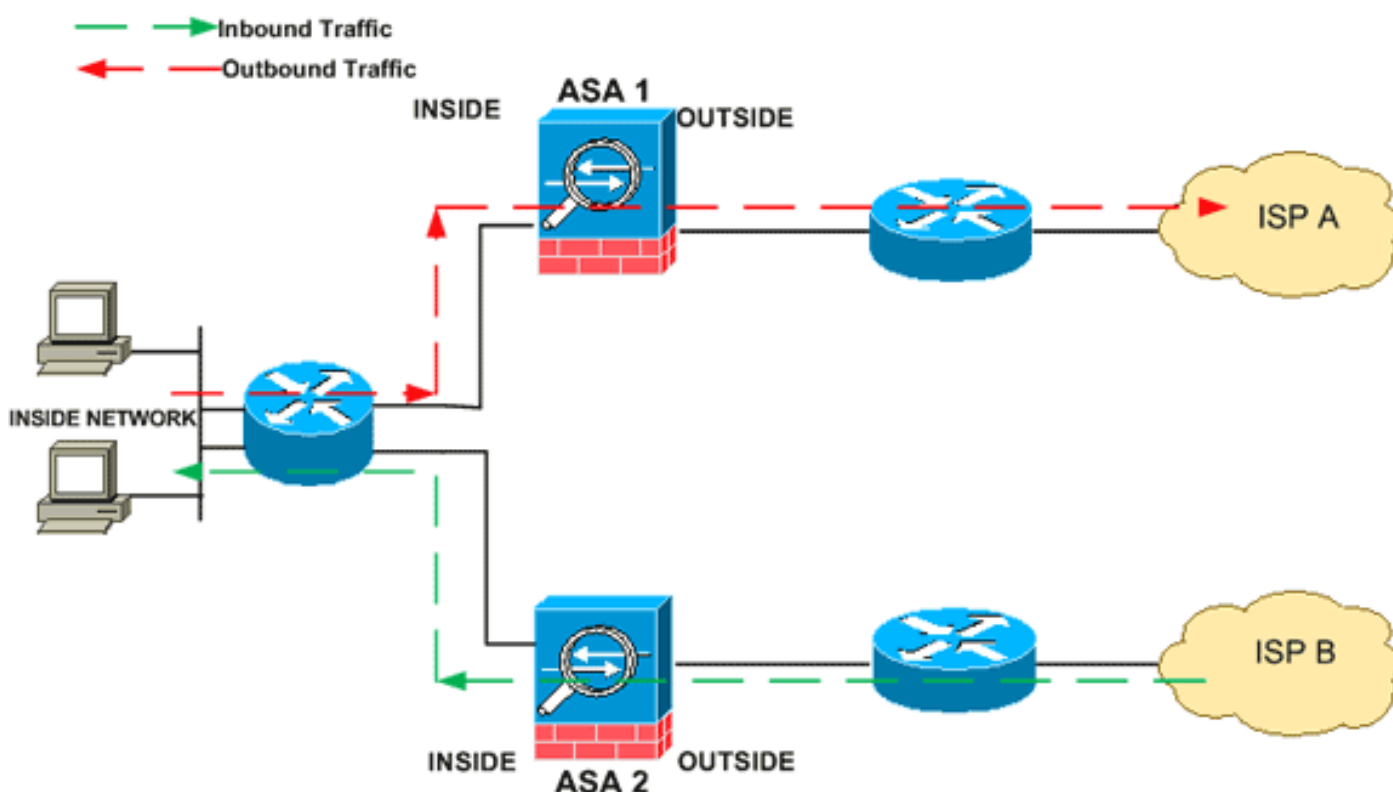 Inbound Traffic
Outbound Traffic
ASA 1
INSIDE
OUTSIDE
ISP A
INSIDE NETWORK
ISP B
INSIDE
OUTSIDE
ASA 2